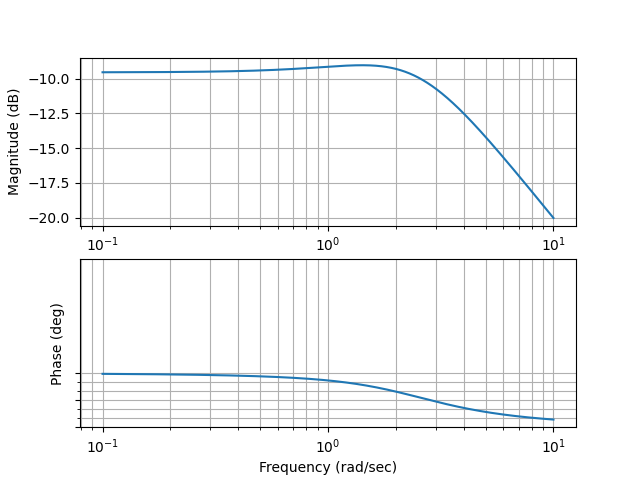 −10.0
−12.5
−15.0
−17.5
−20.0
Magnitude (dB)
10⁻¹ 10⁰ 10¹
Phase (deg)
10⁻¹ 10⁰ 10¹
Frequency (rad/sec)